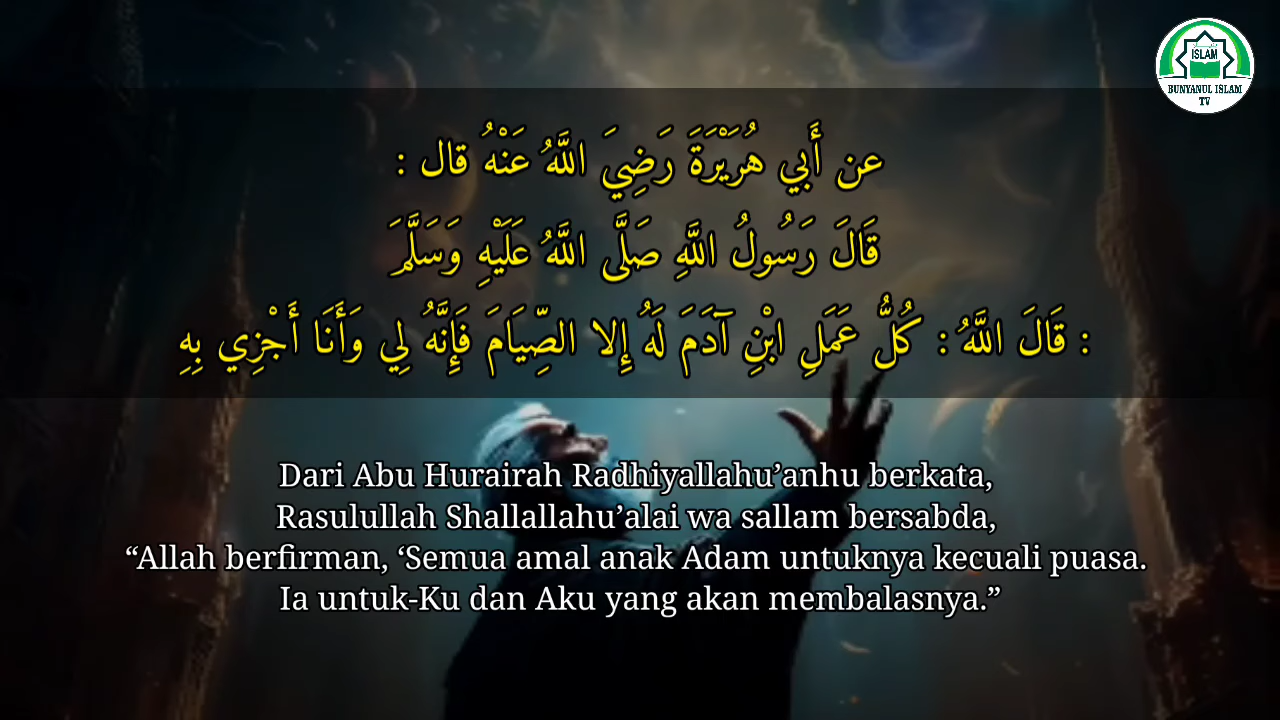 ISLAM
BUNYANUL ISLAM
TV
عن أَبِي هُرَيْرَةَ رَضِيَ اللَّهُ عَنْهُ قال :
قَالَ رَسُولُ اللَّهِ صَلَّى اللَّهُ عَلَيْهِ وَسَلَّمَ
: قَالَ اللَّهُ : كُلُّ عَمَلِ ابْنِ آدَمَ لَهُ إِلا الصِّيَامَ فَإِنَّهُ لِي وَأَنَا أَجْزِي بِهِ
Dari Abu Hurairah Radhiyallahu’anhu berkata,
Rasulullah Shallallahu’alai wa sallam bersabda,
“Allah berfirman, ‘Semua amal anak Adam untuknya kecuali puasa.
Ia untuk-Ku dan Aku yang akan membalasnya.”